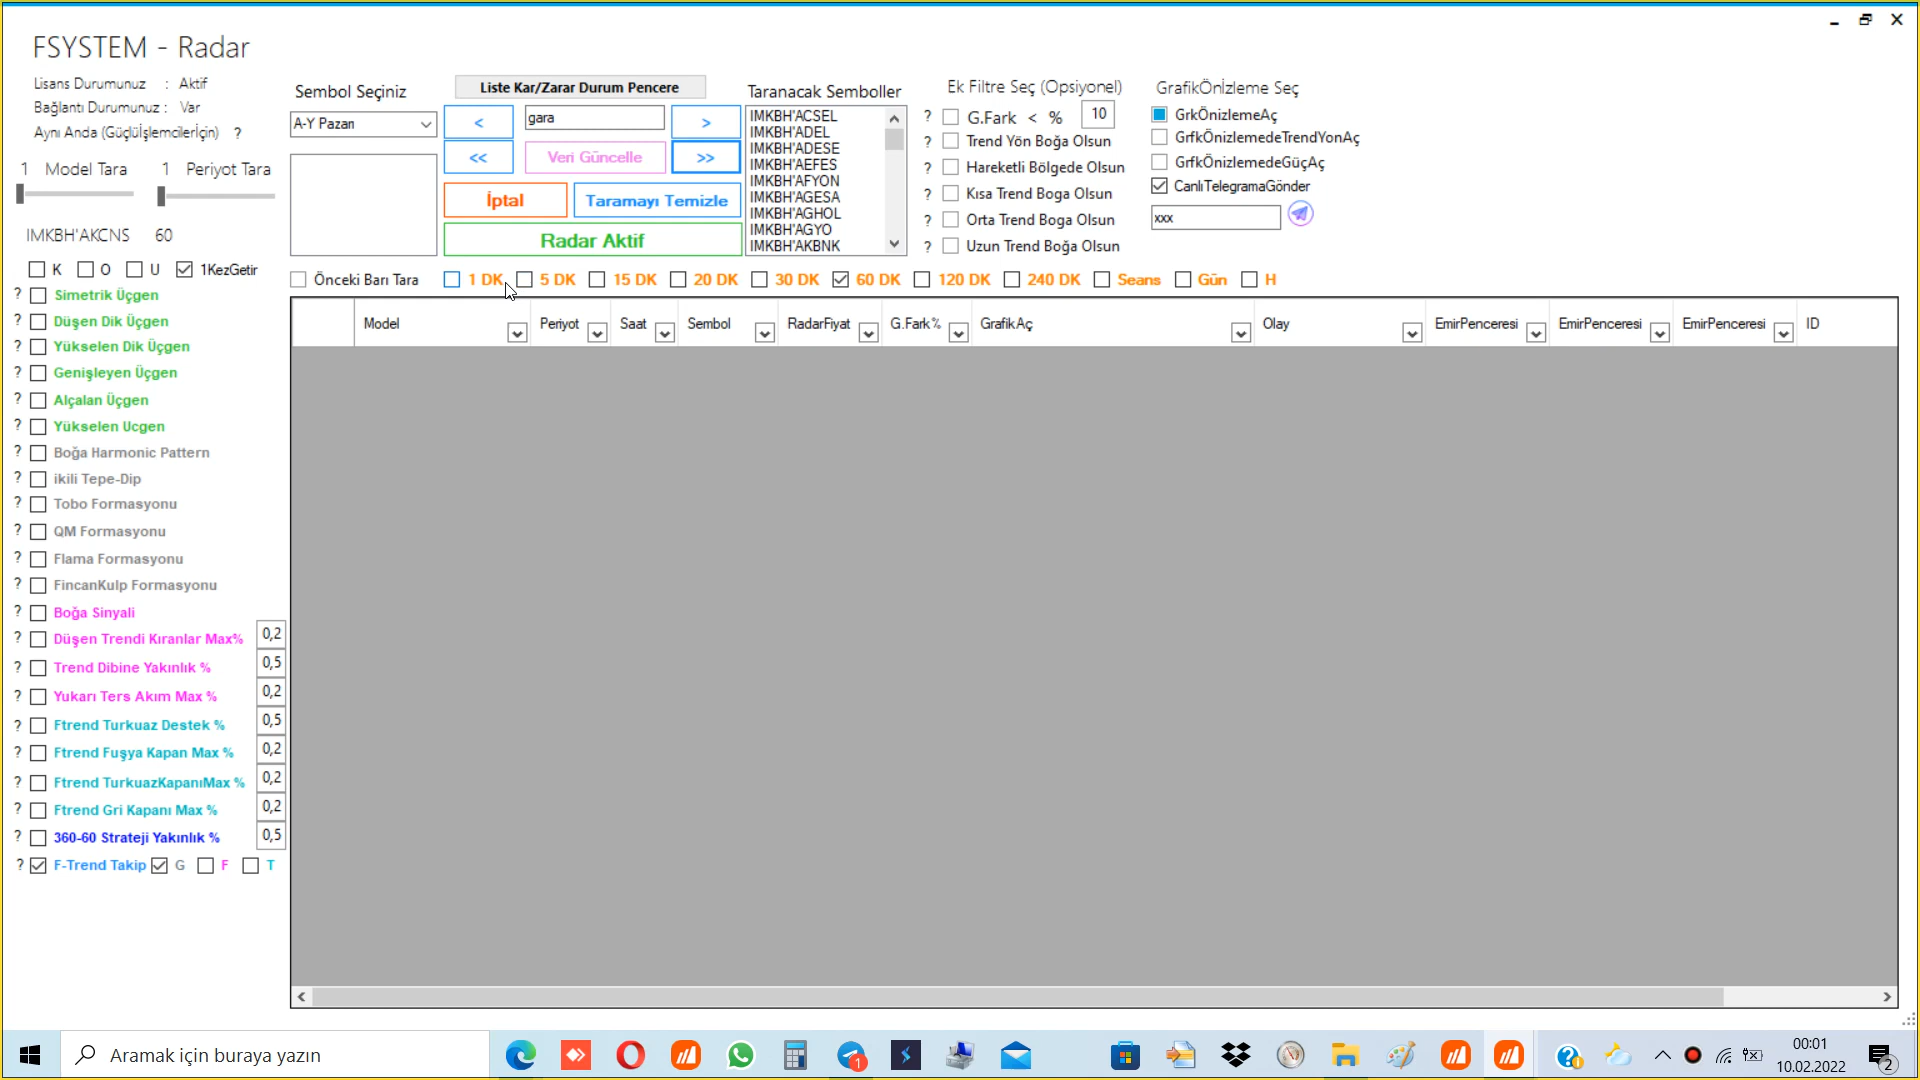 FSYSTEM - Radar
Lisans Durumunuz : Aktif
Bağlantı Durumunuz : Var
Aynı Anda (Güçlüİşlemcilerİçin) ?
1 Model Tara 1 Periyot Tara
IMKBH'AKCNS 60
K O U 1KezGetir
? Simetrik Üçgen
? Düşen Dik Üçgen
? Yükselen Dik Üçgen
? Genişleyen Üçgen
? Alçalan Üçgen
? Yükselen Ucgen
? Boğa Harmonic Pattern
? ikili Tepe-Dip
? Tobo Formasyonu
? QM Formasyonu
? Flama Formasyonu
? FincanKulp Formasyonu
? Boğa Sinyali
? Düşen Trendi Kıranlar Max% 0,2
? Trend Dibine Yakınlık % 0,5
? Yukarı Ters Akım Max % 0,2
? Ftrend Turkuaz Destek % 0,5
? Ftrend Fuşya Kapan Max % 0,2
? Ftrend TurkuazKapanıMax % 0,2
? Ftrend Gri Kapanı Max % 0,2
? 360-60 Strateji Yakınlık % 0,5
? F-Trend Takip G F T
Sembol Seçiniz
A-Y Pazarı
Liste Kar/Zarar Durum Pencere
< gara >
<< Veri Güncelle >>
İptal Taramayı Temizle
Radar Aktif
Taranacak Semboller
IMKBH'ACSEL
IMKBH'ADEL
IMKBH'ADESE
IMKBH'AEFES
IMKBH'AFYON
IMKBH'AGESA
IMKBH'AGHOL
IMKBH'AGYO
IMKBH'AKBNK
Ek Filtre Seç (Opsiyonel)
? G.Fark < % 10
? Trend Yön Boğa Olsun
? Hareketli Bölgede Olsun
? Kısa Trend Boga Olsun
? Orta Trend Boga Olsun
? Uzun Trend Boğa Olsun
GrafikÖnİzleme Seç
GrkÖnizlemeAç
GrfkÖnizlemedeTrendYonAç
GrfkÖnizlemedeGüçAç
CanlıTelegramaGönder
xxx
Önceki Barı Tara 1 DK 5 DK 15 DK 20 DK 30 DK 60 DK 120 DK 240 DK Seans Gün H
Model Periyot Saat Sembol RadarFiyat G.Fark% GrafikAç Olay EmirPenceresi EmirPenceresi EmirPenceresi ID
Aramak için buraya yazın
1
00:01
10.02.2022
2